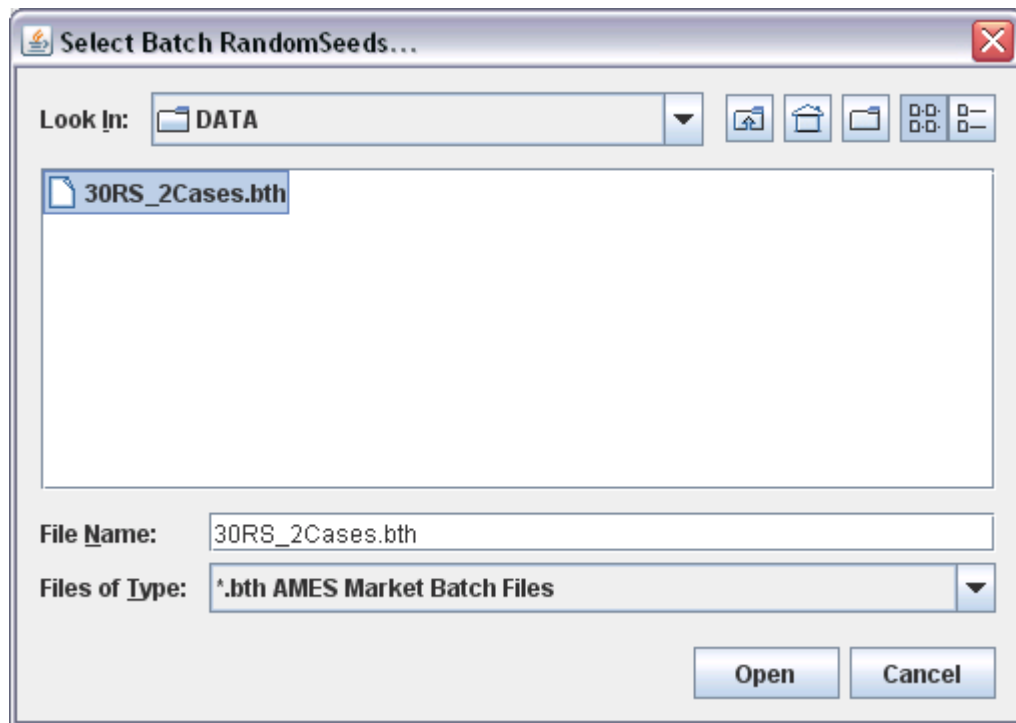 Select Batch RandomSeeds...
Look In: DATA
30RS_2Cases.bth
File Name: 30RS_2Cases.bth
Files of Type: *.bth AMES Market Batch Files
Open Cancel